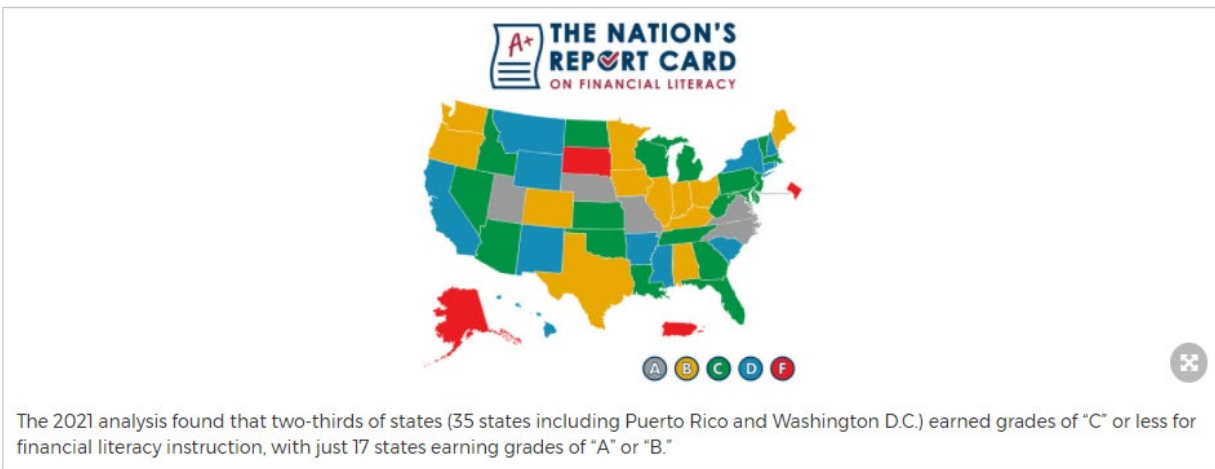 A+
THE NATION'S
REPORT CARD
ON FINANCIAL LITERACY
A B C D F
The 2021 analysis found that two-thirds of states (35 states including Puerto Rico and Washington D.C.) earned grades of “C” or less for
financial literacy instruction, with just 17 states earning grades of “A” or “B.”